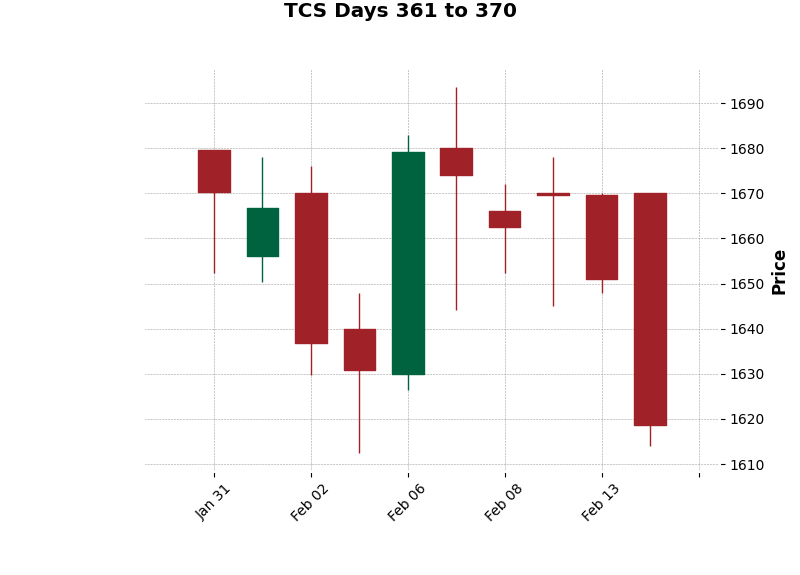 TCS Days 361 to 370
1690
1680
1670
1660
1650
1640
1630
1620
1610
Price
Jan 31
Feb 02
Feb 06
Feb 08
Feb 13